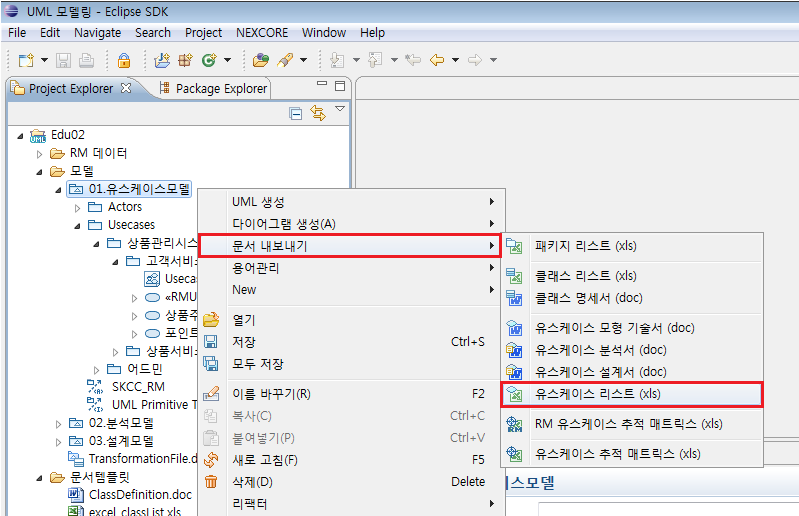 UML 모델링 - Eclipse SDK
File Edit Navigate Search Project NEXCORE Window Help
Project Explorer
Package Explorer
Edu02
RM 데이터
모델
01.유스케이스모델
Actors
Usecases
상품관리시스
고객서비스
Usecas
«RMU
상품주
포인트
상품서비스
어드민
SKCC_RM
UML Primitive T
02.분석모델
03.설계모델
TransformationFile.d
문서템플릿
ClassDefinition.doc
excel_classList.xls
UML 생성
다이어그램 생성(A)
문서 내보내기
용어관리
New
열기
저장 Ctrl+S
모두 저장
이름 바꾸기(R) F2
복사(C) Ctrl+C
붙여넣기(P) Ctrl+V
새로 고침(F) F5
삭제(D) Delete
리팩터
패키지 리스트 (xls)
클래스 리스트 (xls)
클래스 명세서 (doc)
유스케이스 모형 기술서 (doc)
유스케이스 분석서 (doc)
유스케이스 설계서 (doc)
유스케이스 리스트 (xls)
RM 유스케이스 추적 매트릭스 (xls)
유스케이스 추적 매트릭스 (xls)
스모델